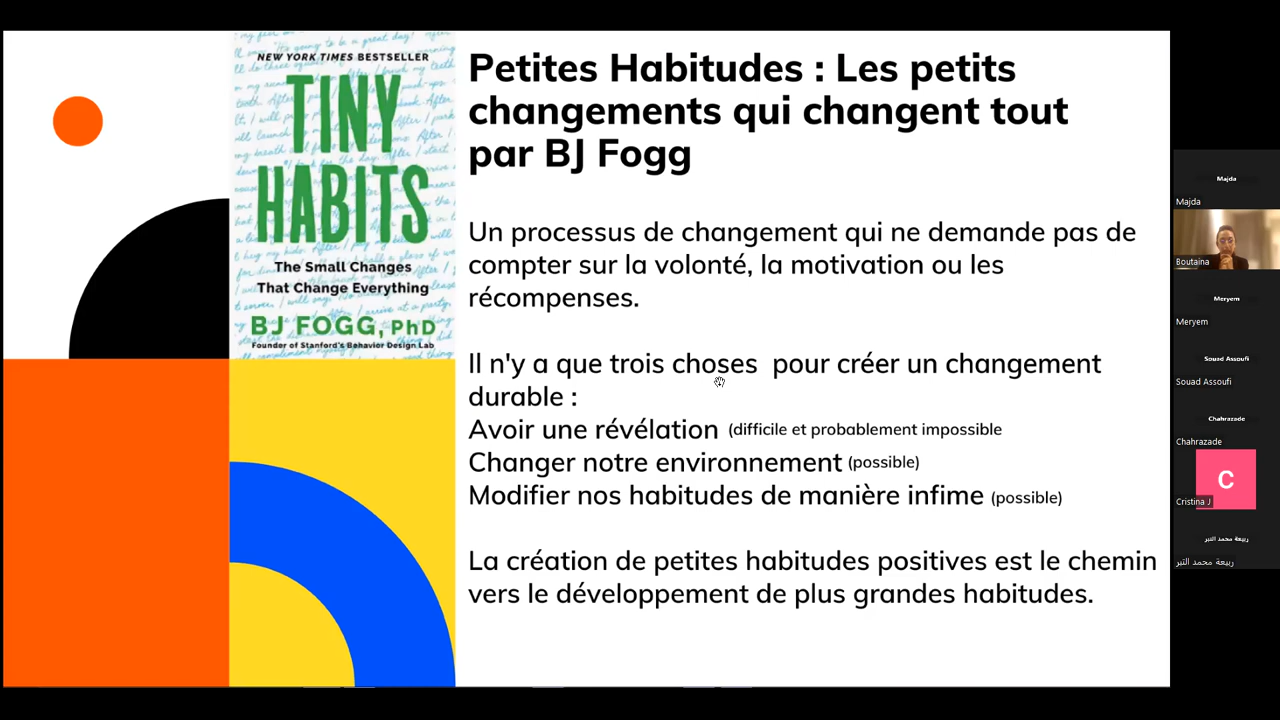 NEW YORK TIMES BESTSELLER
TINY
HABITS
The Small Changes
That Change Everything
BJ FOGG, PhD
Founder of Stanford's Behavior Design Lab
Petites Habitudes : Les petits
changements qui changent tout
par BJ Fogg
Un processus de changement qui ne demande pas de
compter sur la volonté, la motivation ou les
récompenses.
Il n'y a que trois choses pour créer un changement
durable :
Avoir une révélation (difficile et probablement impossible
Changer notre environnement (possible)
Modifier nos habitudes de manière infime (possible)
La création de petites habitudes positives est le chemin
vers le développement de plus grandes habitudes.
Majda
Majda
Boutaina
Meryem
Meryem
Souad Assoufi
Souad Assoufi
Chahrazade
Chahrazade
C
Cristina J
ربيعة محمد التير
ربيعة محمد التير